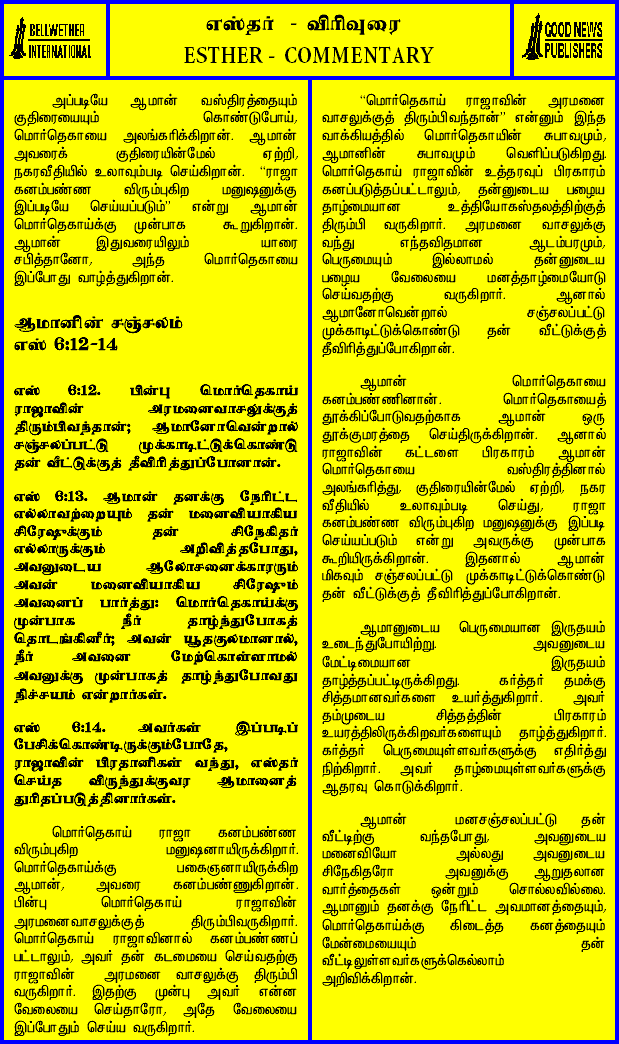 BELLWETHER
INTERNATIONAL
எஸ்தர் - விரிவுரை
ESTHER - COMMENTARY
GOOD NEWS
PUBLISHERS
அப்படியே ஆமான் வஸ்திரத்தையும்
குதிரையையும் கொண்டுபோய்,
மொர்தெகாயை அலங்கரிக்கிறான். ஆமான்
அவரைக் குதிரையின்மேல் ஏற்றி,
நகரவீதியில் உலாவும்படி செய்கிறான். “ராஜா
கனம்பண்ண விரும்புகிற மனுஷனுக்கு
இப்படியே செய்யப்படும்” என்று ஆமான்
மொர்தெகாய்க்கு முன்பாக கூறுகிறான்.
ஆமான் இதுவரையிலும் யாரை
சபித்தானோ, அந்த மொர்தெகாயை
இப்போது வாழ்த்துகிறான்.
ஆமானின் சஞ்சலம்
எஸ் 6:12-14
எஸ் 6:12. பின்பு மொர்தெகாய்
ராஜாவின் அரமனைவாசலுக்குத்
திரும்பிவந்தான்; ஆமானோவென்றால்
சஞ்சலப்பட்டு முக்காடிட்டுக்கொண்டு
தன் வீட்டுக்குத் தீவிரித்துப்போனான்.
எஸ் 6:13. ஆமான் தனக்கு நேரிட்ட
எல்லாவற்றையும் தன் மனைவியாகிய
சிரேஷுக்கும் தன் சிநேகிதர்
எல்லாருக்கும் அறிவித்தபோது,
அவனுடைய ஆலோசனைக்காரரும்
அவன் மனைவியாகிய சிரேஷும்
அவனைப் பார்த்து: மொர்தெகாய்க்கு
முன்பாக நீர் தாழ்ந்துபோகத்
தொடங்கினீர்; அவன் யூதகுலமானால்,
நீர் அவனை மேற்கொள்ளாமல்
அவனுக்கு முன்பாகத் தாழ்ந்துபோவது
நிச்சயம் என்றார்கள்.
எஸ் 6:14. அவர்கள் இப்படிப்
பேசிக்கொண்டிருக்கும்போதே,
ராஜாவின் பிரதானிகள் வந்து, எஸ்தர்
செய்த விருந்துக்குவர ஆமானைத்
துரிதப்படுத்தினார்கள்.
மொர்தெகாய் ராஜா கனம்பண்ண
விரும்புகிற மனுஷனாயிருக்கிறார்.
மொர்தெகாய்க்கு பகைஞனாயிருக்கிற
ஆமான், அவரை கனம்பண்ணுகிறான்.
பின்பு மொர்தெகாய் ராஜாவின்
அரமனைவாசலுக்குத் திரும்பிவருகிறார்.
மொர்தெகாய் ராஜாவினால் கனம்பண்ணப்
பட்டாலும், அவர் தன் கடமையை செய்வதற்கு
ராஜாவின் அரமனை வாசலுக்கு திரும்பி
வருகிறார். இதற்கு முன்பு அவர் என்ன
வேலையை செய்தாரோ, அதே வேலையை
இப்போதும் செய்ய வருகிறார்.
“மொர்தெகாய் ராஜாவின் அரமனை
வாசலுக்குத் திரும்பிவந்தான்” என்னும் இந்த
வாக்கியத்தில் மொர்தெகாயின் சுபாவமும்,
ஆமானின் சுபாவமும் வெளிப்படுகிறது.
மொர்தெகாய் ராஜாவின் உத்தரவுப் பிரகாரம்
கனப்படுத்தப்பட்டாலும், தன்னுடைய பழைய
தாழ்மையான உத்தியோகஸ்தலத்திற்குத்
திரும்பி வருகிறார். அரமனை வாசலுக்கு
வந்து எந்தவிதமான ஆடம்பரமும்,
பெருமையும் இல்லாமல் தன்னுடைய
பழைய வேலையை மனத்தாழ்மையோடு
செய்வதற்கு வருகிறார். ஆனால்
ஆமானோவென்றால் சஞ்சலப்பட்டு
முக்காடிட்டுக்கொண்டு தன் வீட்டுக்குத்
தீவிரித்துப்போகிறான்.
ஆமான் மொர்தெகாயை
கனம்பண்ணினான். மொர்தெகாயைத்
தூக்கிப்போடுவதற்காக ஆமான் ஒரு
தூக்குமரத்தை செய்திருக்கிறான். ஆனால்
ராஜாவின் கட்டளை பிரகாரம் ஆமான்
மொர்தெகாயை வஸ்திரத்தினால்
அலங்கரித்து, குதிரையின்மேல் ஏற்றி, நகர
வீதியில் உலாவும்படி செய்து, ராஜா
கனம்பண்ண விரும்புகிற மனுஷனுக்கு இப்படி
செய்யப்படும் என்று அவருக்கு முன்பாக
கூறியிருக்கிறான். இதனால் ஆமான்
மிகவும் சஞ்சலப்பட்டு முக்காடிட்டுக்கொண்டு
தன் வீட்டுக்குத் தீவிரித்துப்போகிறான்.
ஆமானுடைய பெருமையான இருதயம்
உடைந்துபோயிற்று. அவனுடைய
மேட்டிமையான இருதயம்
தாழ்த்தப்பட்டிருக்கிறது. கர்த்தர் தமக்கு
சித்தமானவர்களை உயர்த்துகிறார். அவர்
தம்முடைய சித்தத்தின் பிரகாரம்
உயரத்திலிருக்கிறவர்களையும் தாழ்த்துகிறார்.
கர்த்தர் பெருமையுள்ளவர்களுக்கு எதிர்த்து
நிற்கிறார். அவர் தாழ்மையுள்ளவர்களுக்கு
ஆதரவு கொடுக்கிறார்.
ஆமான் மனசஞ்சலப்பட்டு தன்
வீட்டிற்கு வந்தபோது, அவனுடைய
மனைவியோ அல்லது அவனுடைய
சிநேகிதரோ அவனுக்கு ஆறுதலான
வார்த்தைகள் ஒன்றும் சொல்லவில்லை.
ஆமானும் தனக்கு நேரிட்ட அவமானத்தையும்,
மொர்தெகாய்க்கு கிடைத்த கனத்தையும்
மேன்மையையும் தன்
வீட்டிலுள்ளவர்களுக்கெல்லாம்
அறிவிக்கிறான்.